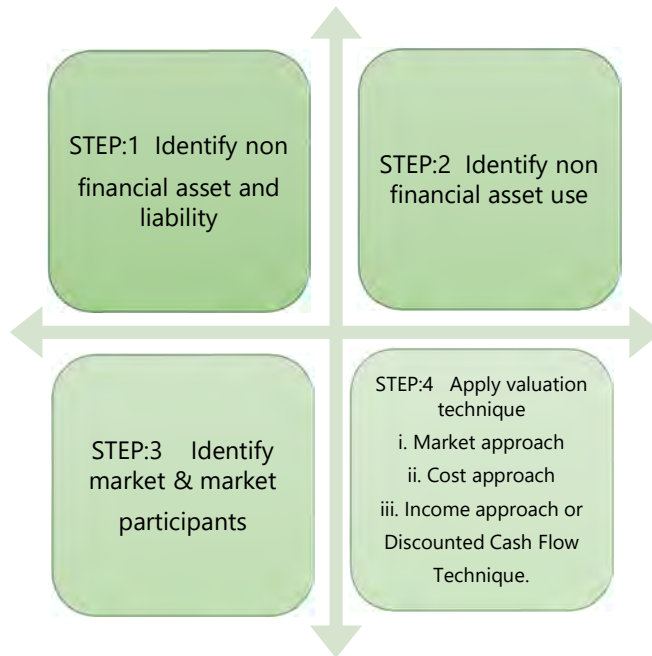 STEP:1 Identify non
financial asset and
liability
STEP:2 Identify non
financial asset use
STEP:3 Identify
market & market
participants
STEP:4 Apply valuation
technique
i. Market approach
ii. Cost approach
iii. Income approach or
Discounted Cash Flow
Technique.